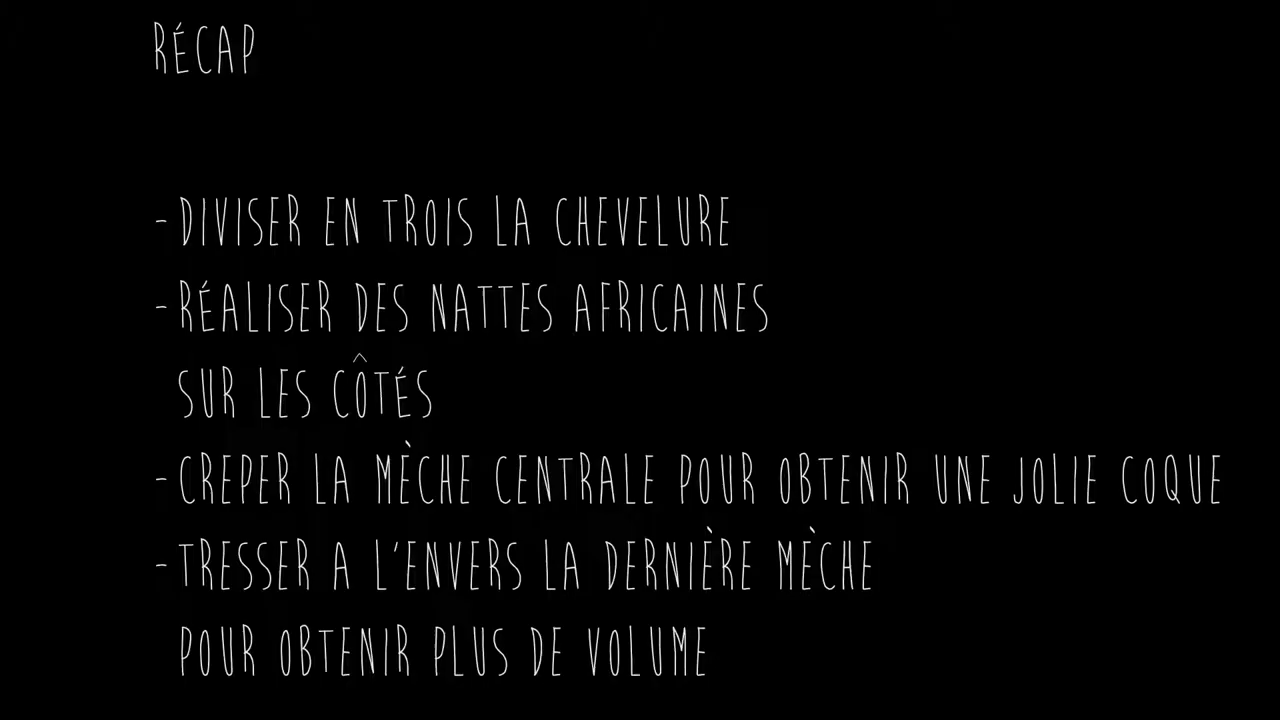 RÉCAP
-DIVISER EN TROIS LA CHEVELURE
-RÉALISER DES NATTES AFRICAINES
SUR LES CÔTÉS
-CREPER LA MÈCHE CENTRALE POUR OBTENIR UNE JOLIE COQUE
-TRESSER A L'ENVERS LA DERNIÈRE MÈCHE
POUR OBTENIR PLUS DE VOLUME